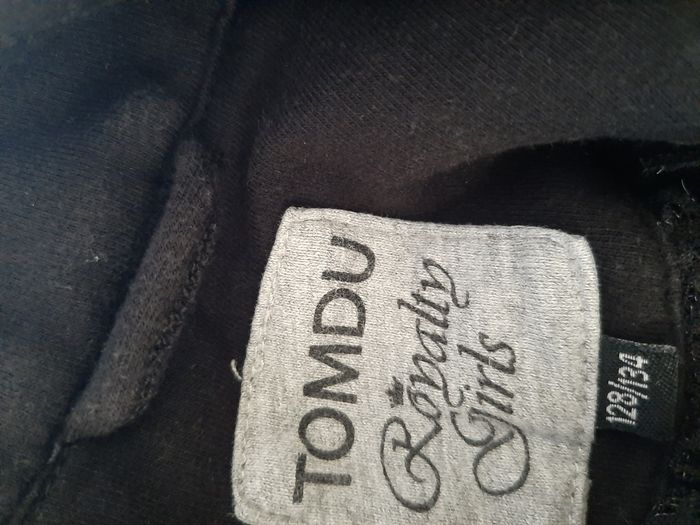 TOMDU
Royalty
Girls
128/134